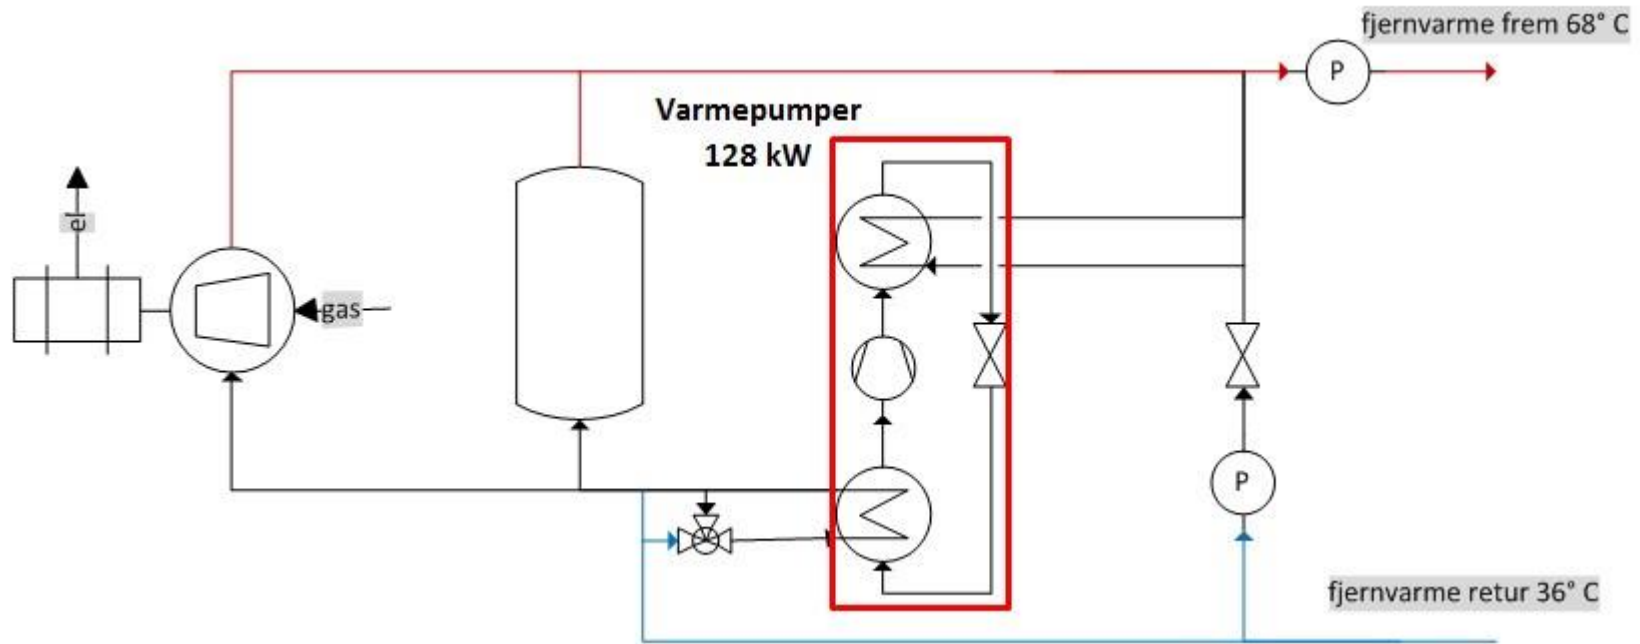 fjernvarme frem 68° C
P
Varmepumper
128 kW
el
gas
P
fjernvarme retur 36° C